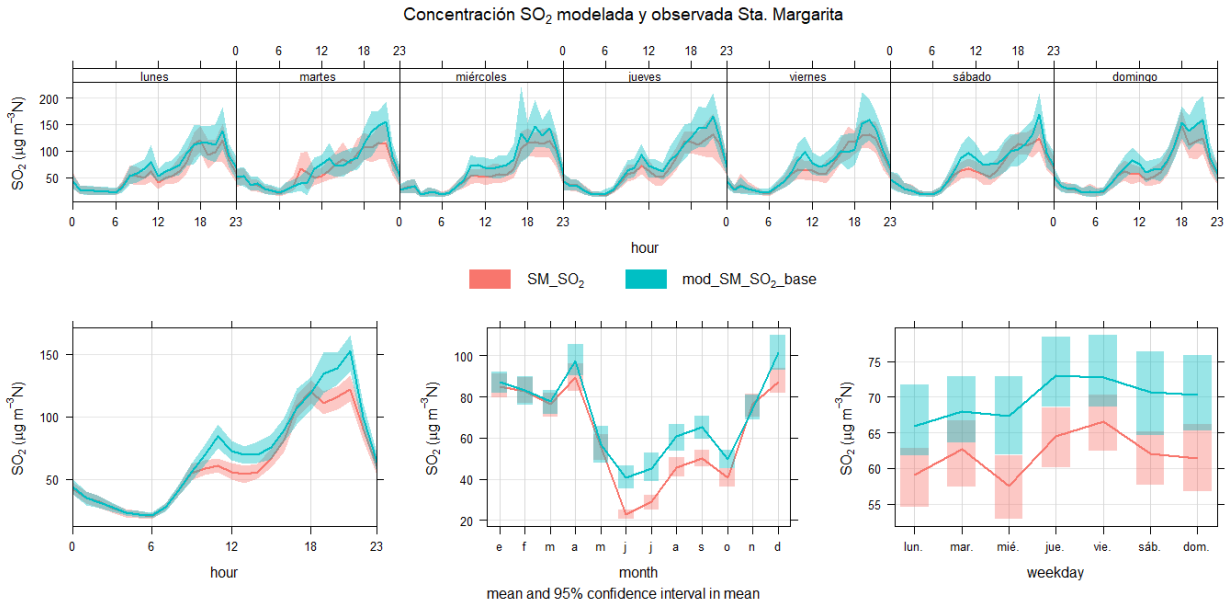 Concentración SO₂ modelada y observada Sta. Margarita
0 6 12 18 23 0 6 12 18 23 0 6 12 18 23
lunes martes miércoles jueves viernes sábado domingo
SO₂ (µg m⁻³N)
200
150
100
50
0 6 12 18 23 0 6 12 18 23 0 6 12 18 23 0 6 12 18 23
hour
SM_SO₂ mod_SM_SO₂_base
SO₂ (µg m⁻³N)
150
100
50
0 6 12 18 23
hour
SO₂ (µg m⁻³N)
100
80
60
40
20
e f m a m j j a s o n d
month
SO₂ (µg m⁻³N)
75
70
65
60
55
lun. mar. mié. jue. vie. sáb. dom.
weekday
mean and 95% confidence interval in mean